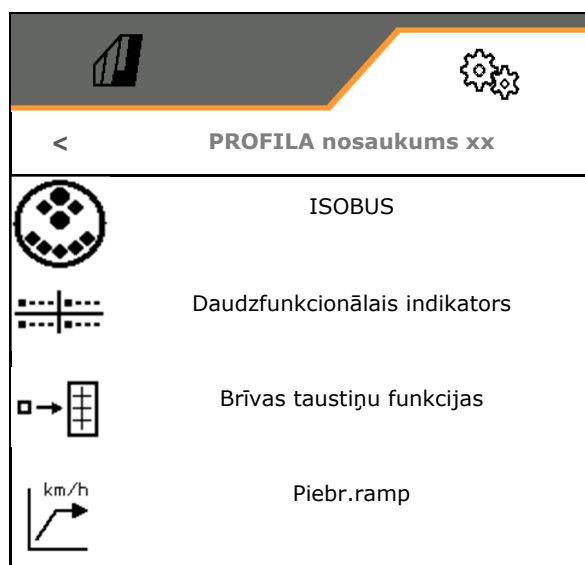 < PROFILA nosaukums xx
ISOBUS
Daudzfunkcionālais indikators
Brīvas taustiņu funkcijas
km/h
Piebr.ramp